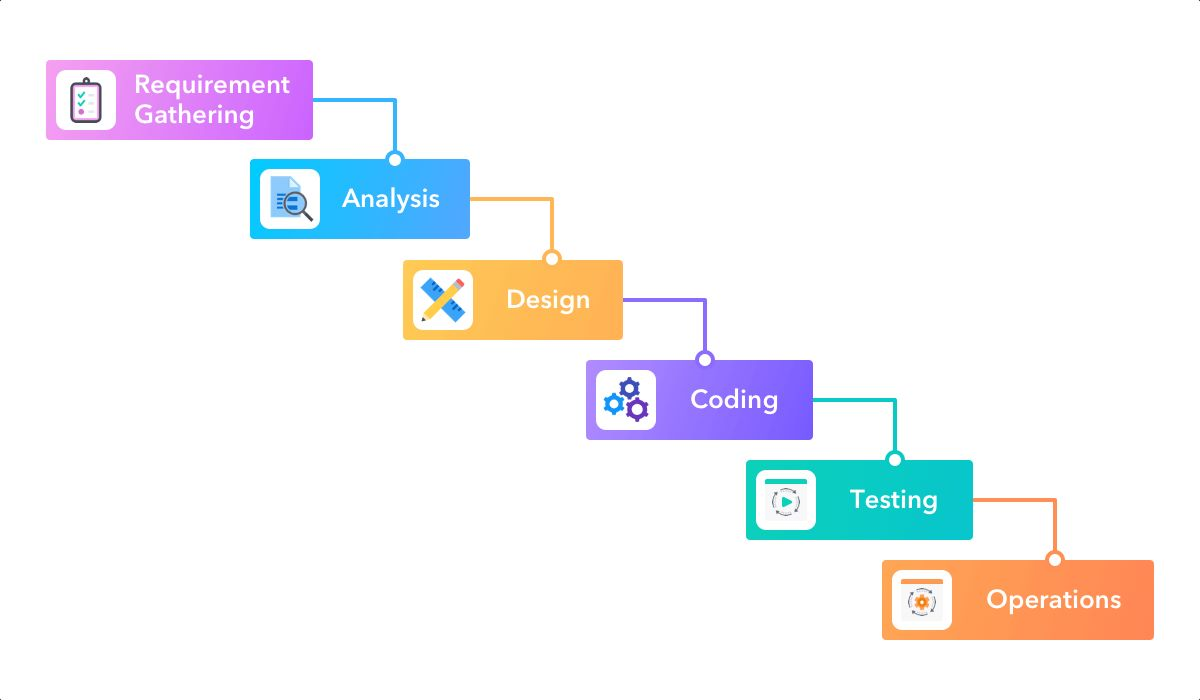 Requirement
Gathering
Analysis
Design
Coding
Testing
Operations